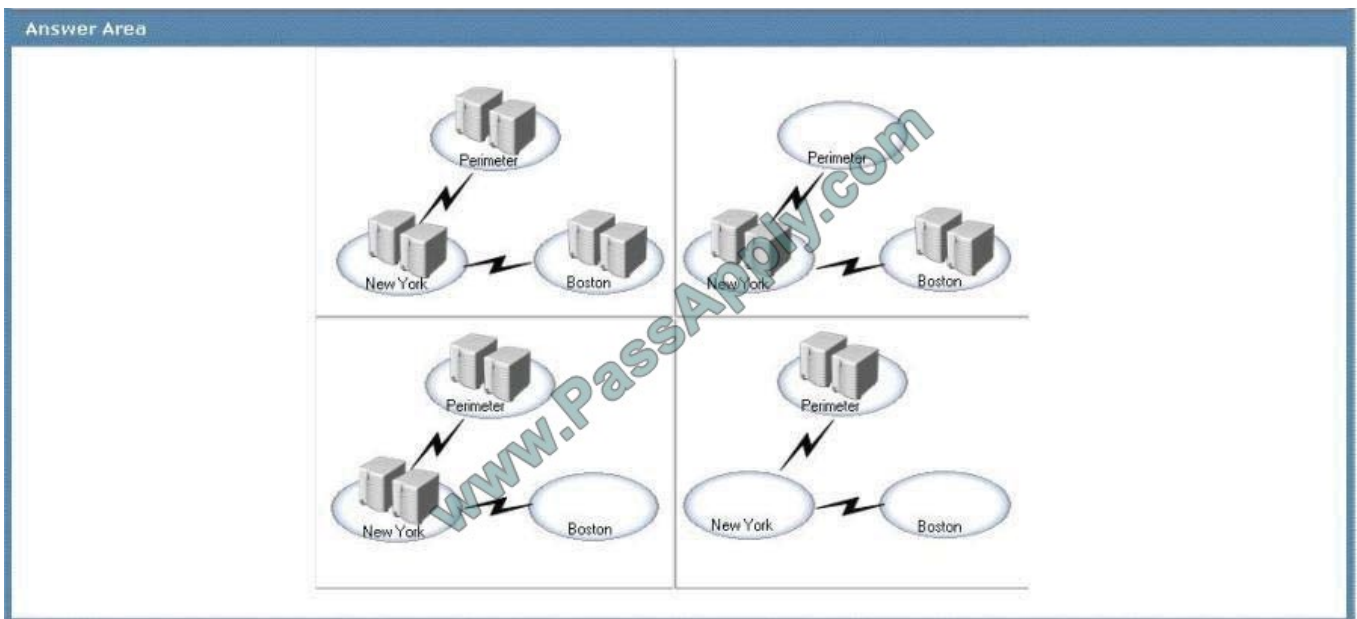 Answer Area
Perimeter
New York
Boston
Perimeter
New York
Boston
Perimeter
New York
Boston
Perimeter
New York
Boston
www.PassApply.com